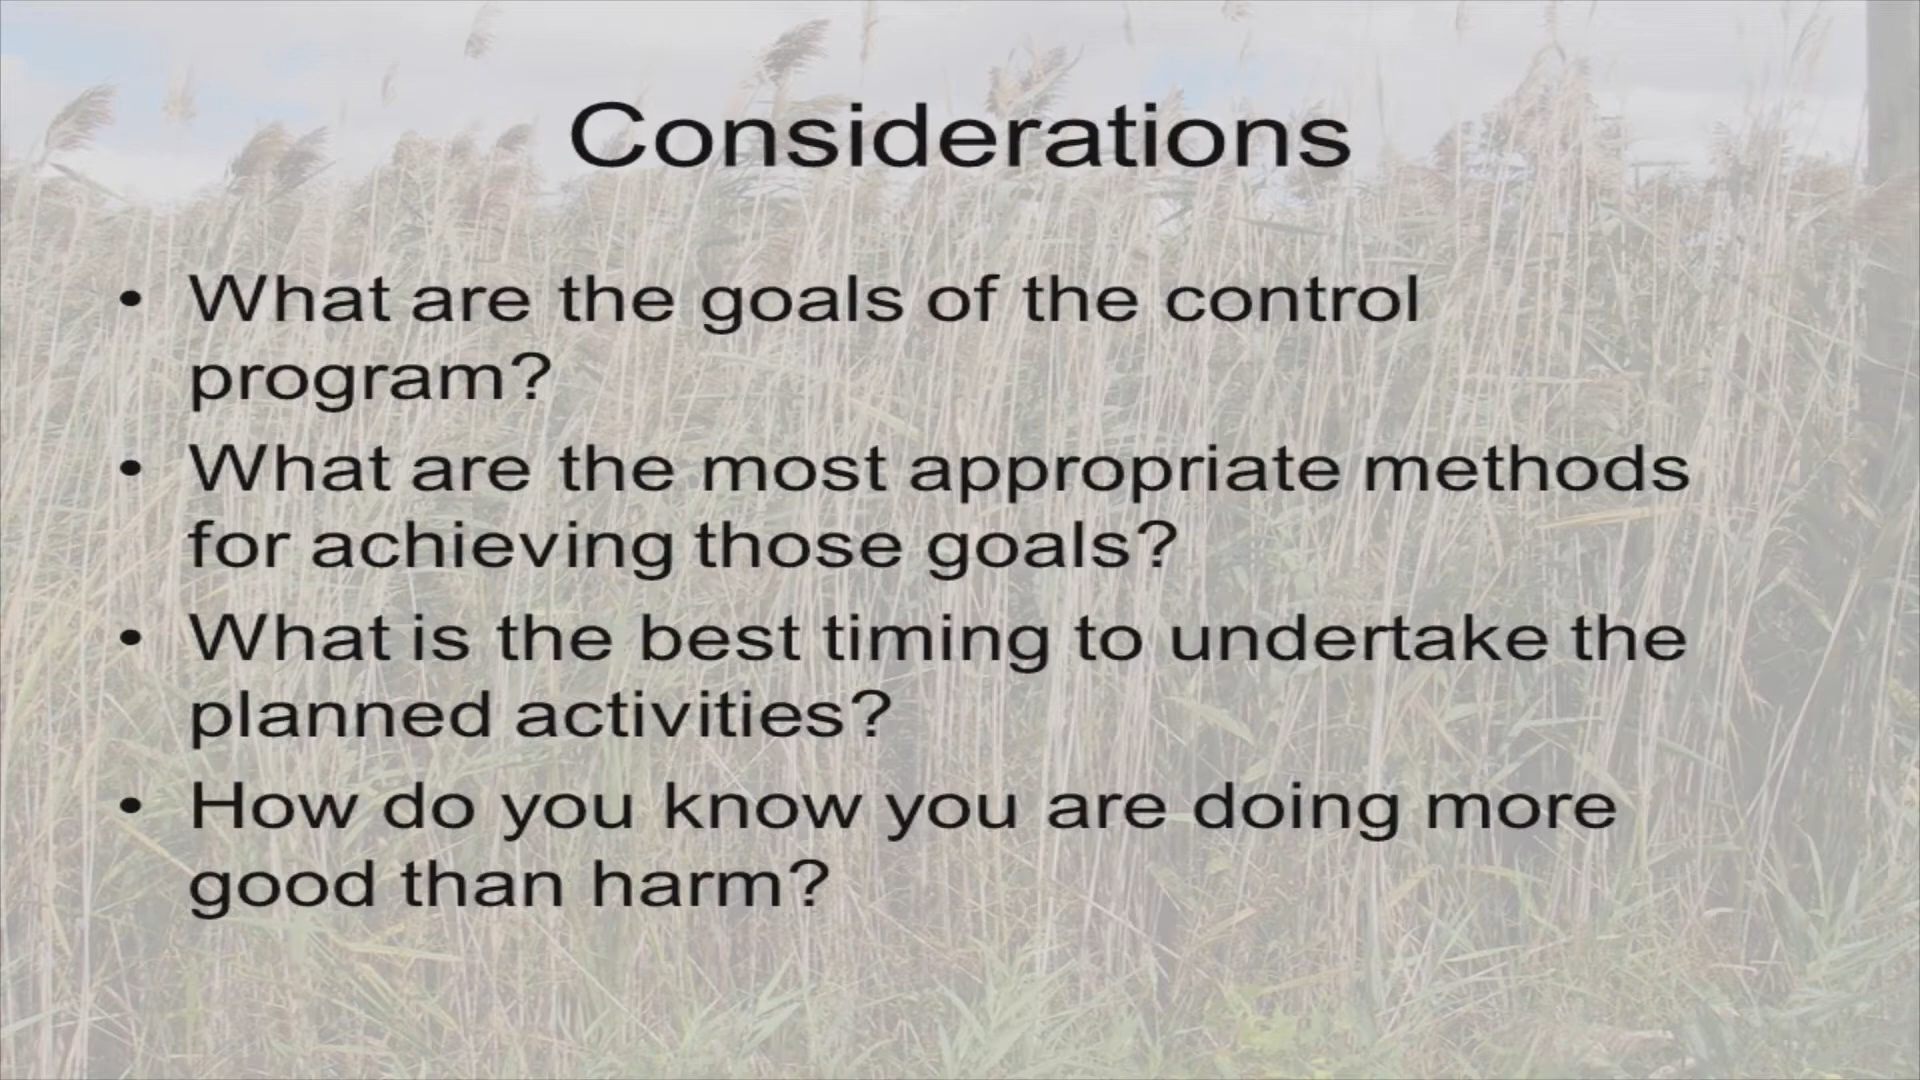 Considerations
• What are the goals of the control
program?
• What are the most appropriate methods
for achieving those goals?
• What is the best timing to undertake the
planned activities?
• How do you know you are doing more
good than harm?